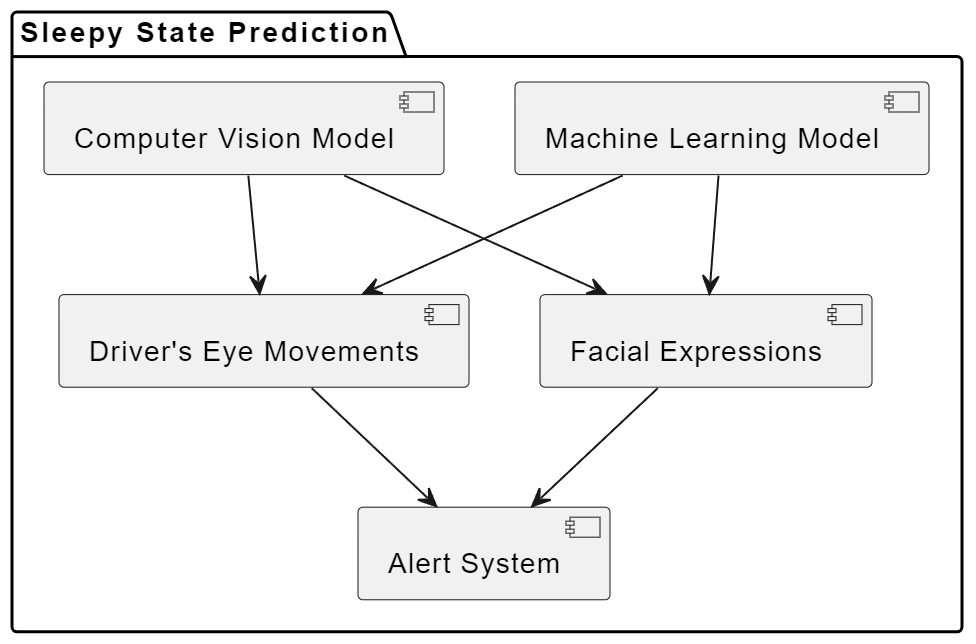 Sleepy State Prediction
Computer Vision Model
Machine Learning Model
Driver's Eye Movements
Facial Expressions
Alert System